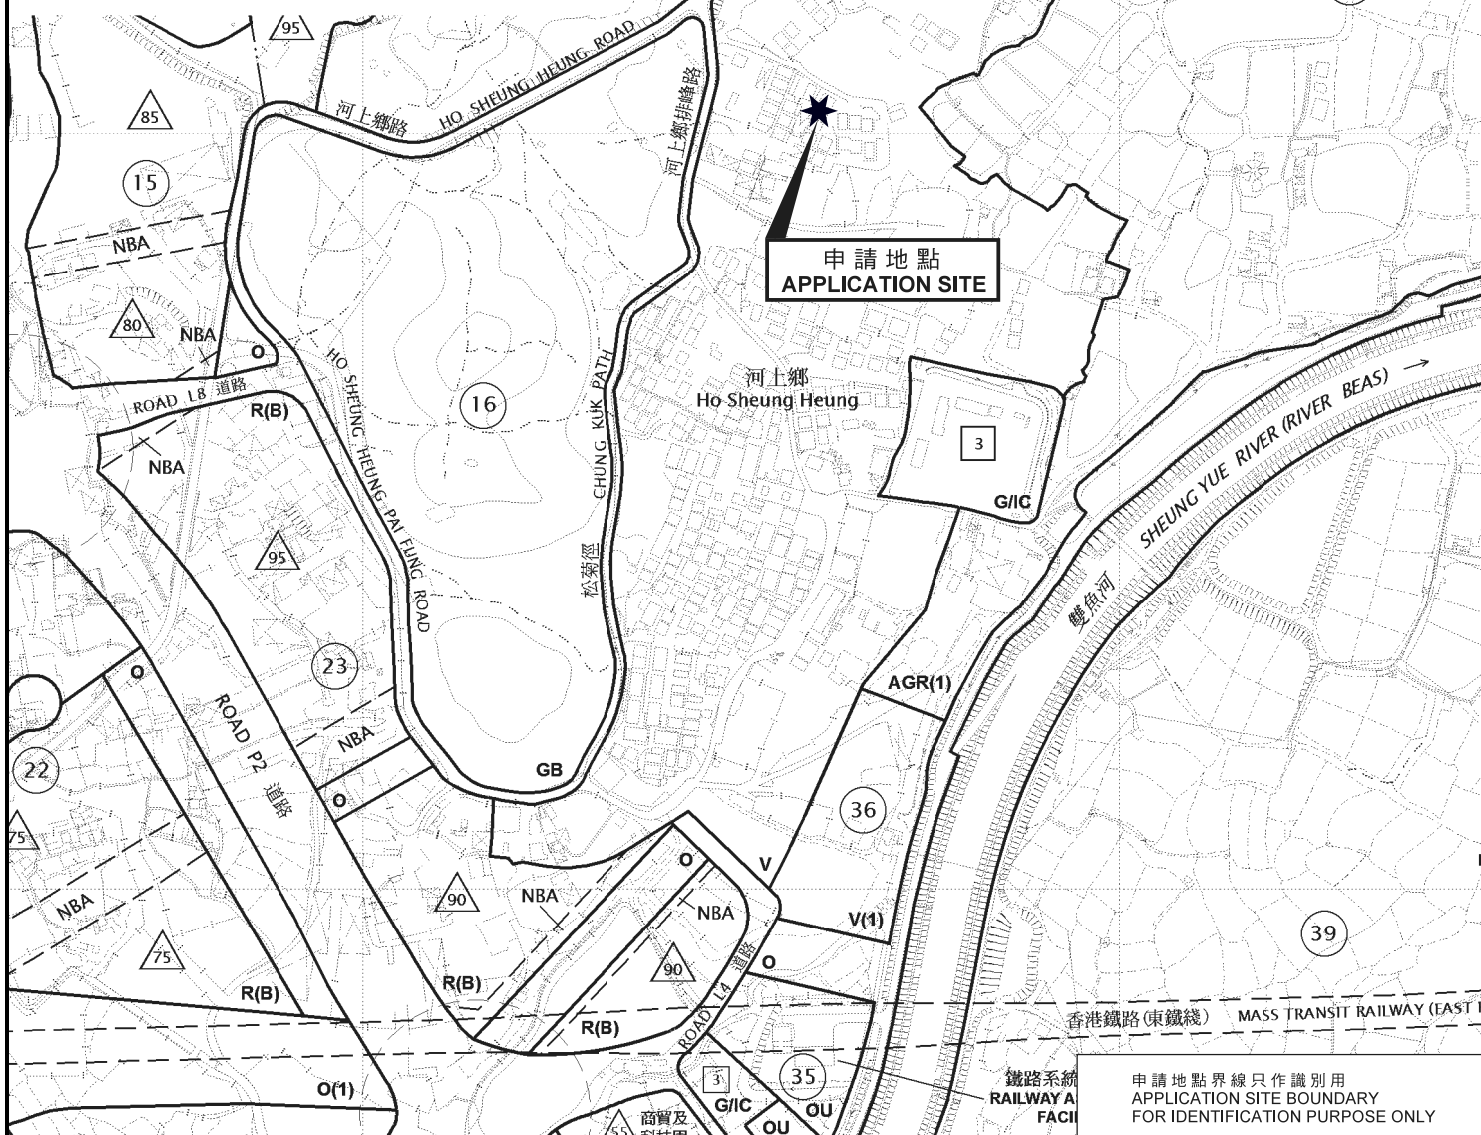 95
河上鄉路
HO SHEUNG HEUNG ROAD
河上鄉排峰路
85
15
NBA
申請地點
APPLICATION SITE
80
NBA
O
ROAD L8 道路
R(B)
NBA
HO SHEUNG HEUNG PAI FUNG ROAD
16
CHUNG KUK PATH
松菊徑
河上鄉
Ho Sheung Heung
3
G/IC
SHEUNG YUE RIVER (RIVER BEAS)
雙魚河
95
23
O
ROAD P2 道路
NBA
22
O
GB
AGR(1)
36
75
NBA
75
90
NBA
O
NBA
V
V(1)
39
R(B)
R(B)
90
O
R(B)
ROAD L4 道路
香港鐵路(東鐵綫)
MASS TRANSIT RAILWAY (EAST
O(1)
3
G/IC
35
OU
OU
鐵路系統
RAILWAY
55
商貿及
申請地點界線只作識別用
APPLICATION SITE BOUNDARY
FOR IDENTIFICATION PURPOSE ONLY